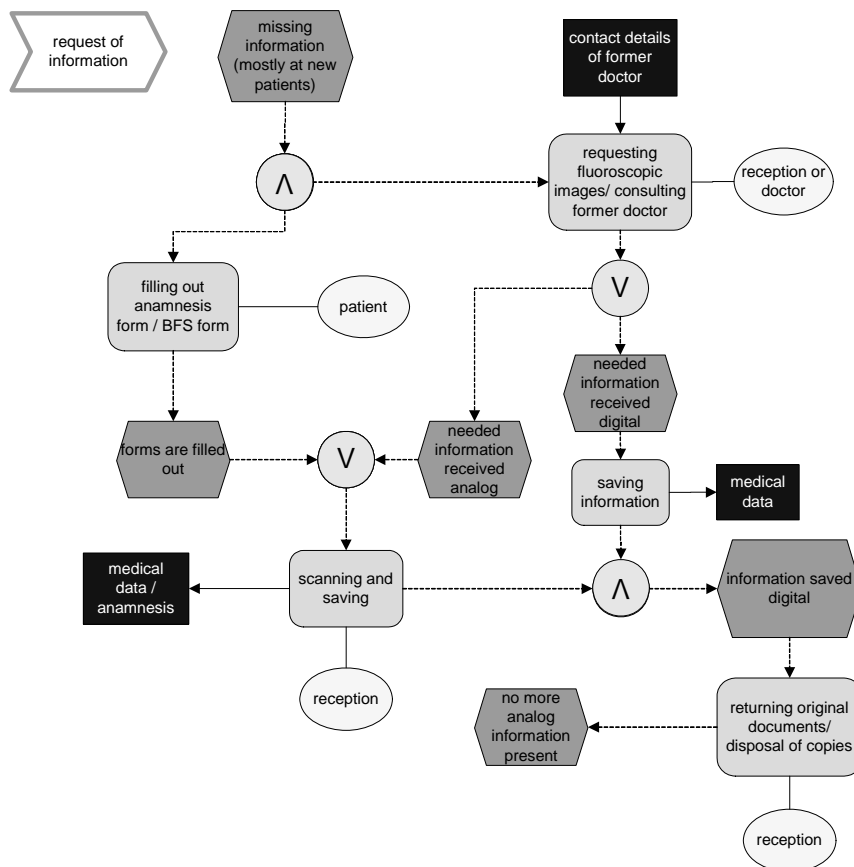 request of
information
missing
information
(mostly at new
patients)
contact details
of former
doctor
Λ
requesting
fluoroscopic
images/ consulting
former doctor
reception or
doctor
filling out
anamnesis
form / BFS form
patient
V
needed
information
received
digital
forms are filled
out
V
needed
information
received
analog
saving
information
medical
data
medical
data /
anamnesis
scanning and
saving
Λ
information saved
digital
reception
no more
analog
information
present
returning original
documents/
disposal of copies
reception